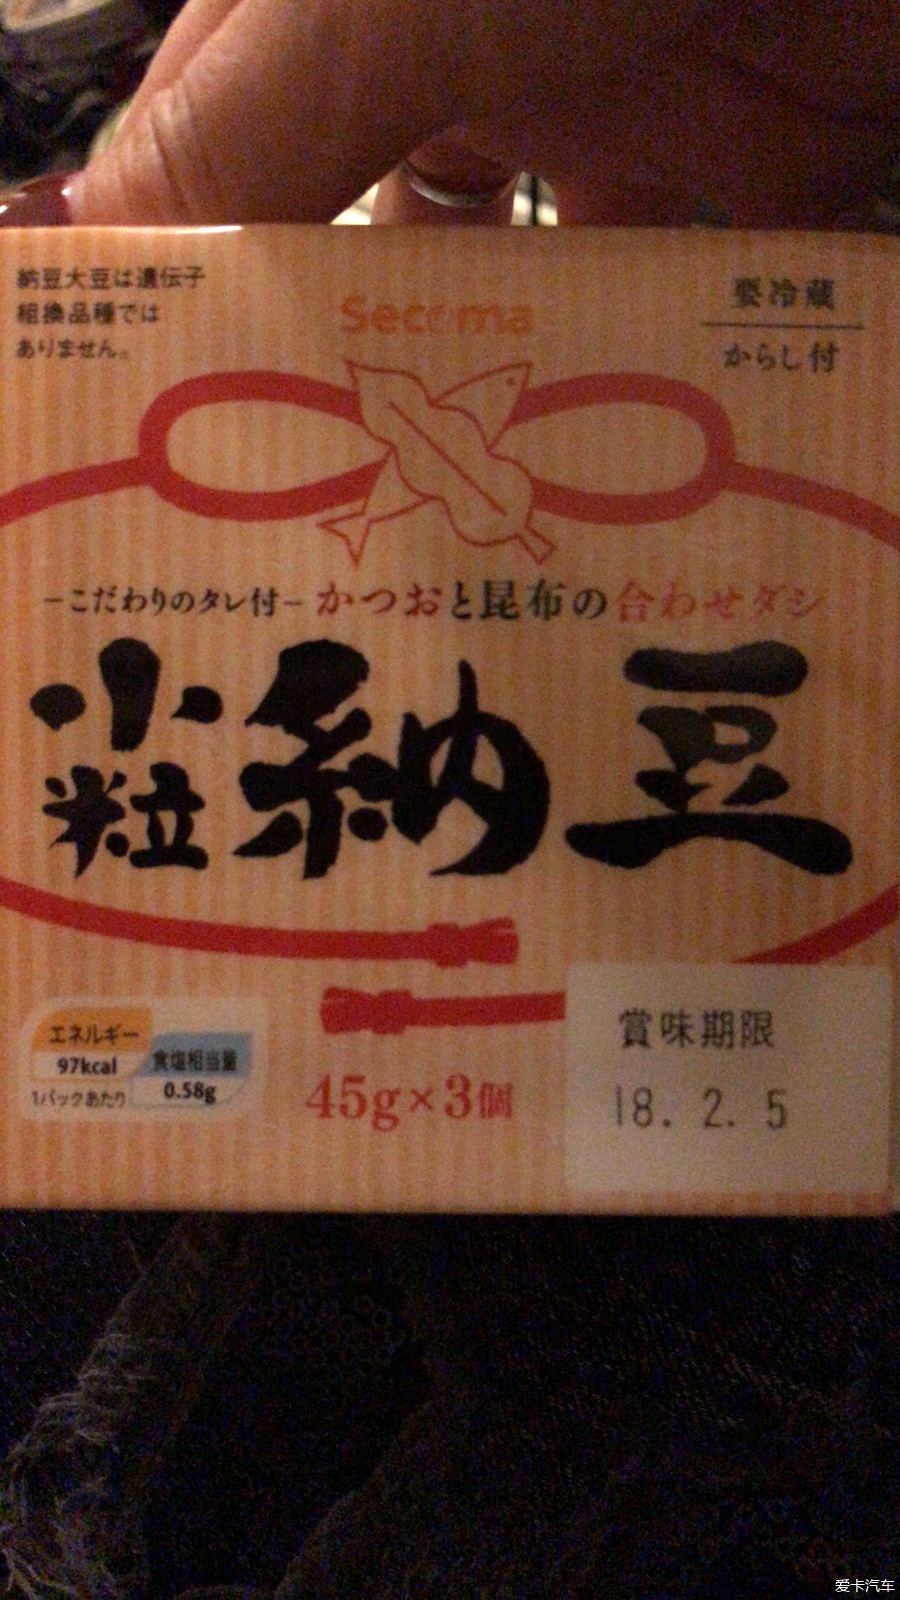 納豆大豆は遺伝子
組換品種では
ありません。
Secoma
要冷蔵
からし付
−こだわりのタレ付−かつおと昆布の合わせダシ
小粒納豆
エネルギー
97kcal
1パックあたり
食塩相当量
0.58g
45g×3個
賞味期限
18. 2. 5
爱卡汽车